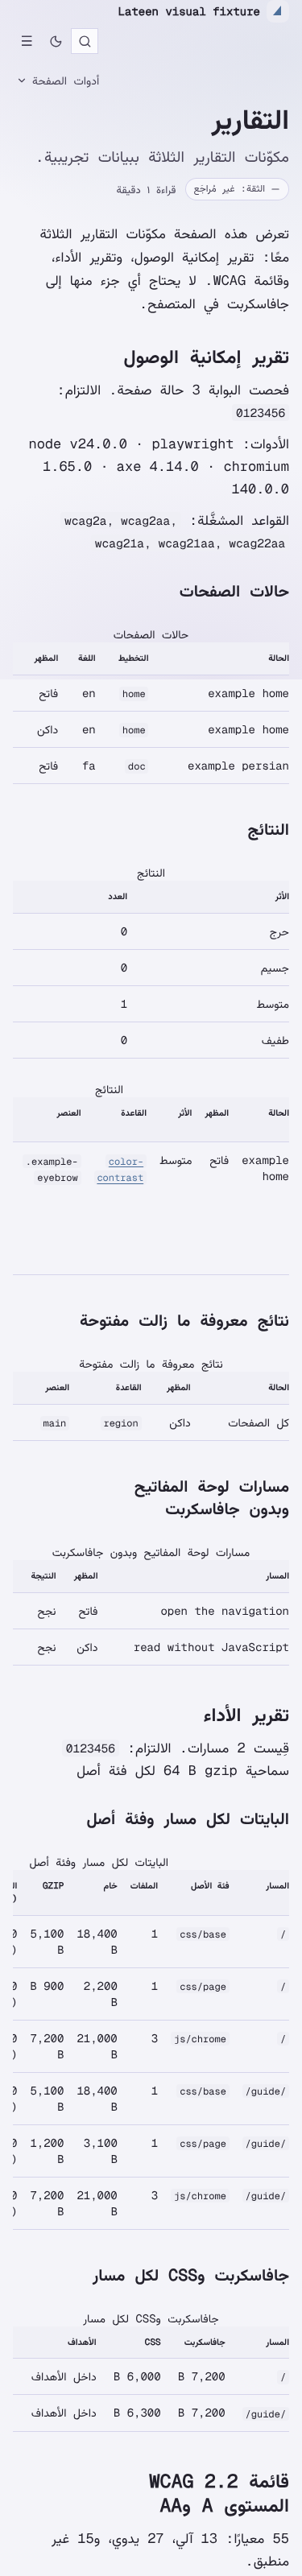 Lateen visual fixture
أدوات الصفحة
التقارير
مكوّنات التقارير الثلاثة ببيانات تجريبية.
— الثقة: غير مُراجَع
قراءة ١ دقيقة
تعرض هذه الصفحة مكوّنات التقارير الثلاثة
معًا: تقرير إمكانية الوصول، وتقرير الأداء،
وقائمة WCAG. لا يحتاج أي جزء منها إلى
جافاسكربت في المتصفح.
تقرير إمكانية الوصول
فحصت البوابة 3 حالة صفحة. الالتزام:
0123456
الأدوات: node v24.0.0 · playwright
1.65.0 · axe 4.14.0 · chromium
140.0.0
القواعد المشغَّلة: wcag2a, wcag2aa,
wcag21a, wcag21aa, wcag22aa
حالات الصفحات
حالات الصفحات
الحالة التخطيط اللغة المظهر
example home home en فاتح
example home home en داكن
example persian doc fa فاتح
النتائج
النتائج
الأثر العدد
حرج 0
جسيم 0
متوسط 1
طفيف 0
النتائج
الحالة المظهر الأثر القاعدة العنصر
example فاتح متوسط color- .example-
home contrast eyebrow
نتائج معروفة ما زالت مفتوحة
نتائج معروفة ما زالت مفتوحة
الحالة المظهر القاعدة العنصر
كل الصفحات داكن region main
مسارات لوحة المفاتيح
وبدون جافاسكربت
مسارات لوحة المفاتيح وبدون جافاسكربت
المسار المظهر النتيجة
open the navigation فاتح نجح
read without JavaScript داكن نجح
تقرير الأداء
قِيست 2 مسارات. الالتزام: 0123456
سماحية 64 B gzip لكل فئة أصل
البايتات لكل مسار وفئة أصل
البايتات لكل مسار وفئة أصل
المسار فئة الأصل الملفات خام GZIP
/ css/base 1 18,400 B 5,100 B
/ css/page 1 2,200 B 900 B
/ js/chrome 3 21,000 B 7,200 B
/guide/ css/base 1 18,400 B 5,100 B
/guide/ css/page 1 3,100 B 1,200 B
/guide/ js/chrome 3 21,000 B 7,200 B
جافاسكربت وCSS لكل مسار
جافاسكربت وCSS لكل مسار
المسار جافاسكربت CSS الأهداف
/ 7,200 B 6,000 B داخل الأهداف
/guide/ 7,200 B 6,300 B داخل الأهداف
قائمة WCAG 2.2
المستوى A وAA
55 معيارًا: 13 آلي، 27 يدوي، و15 غير
منطبق.